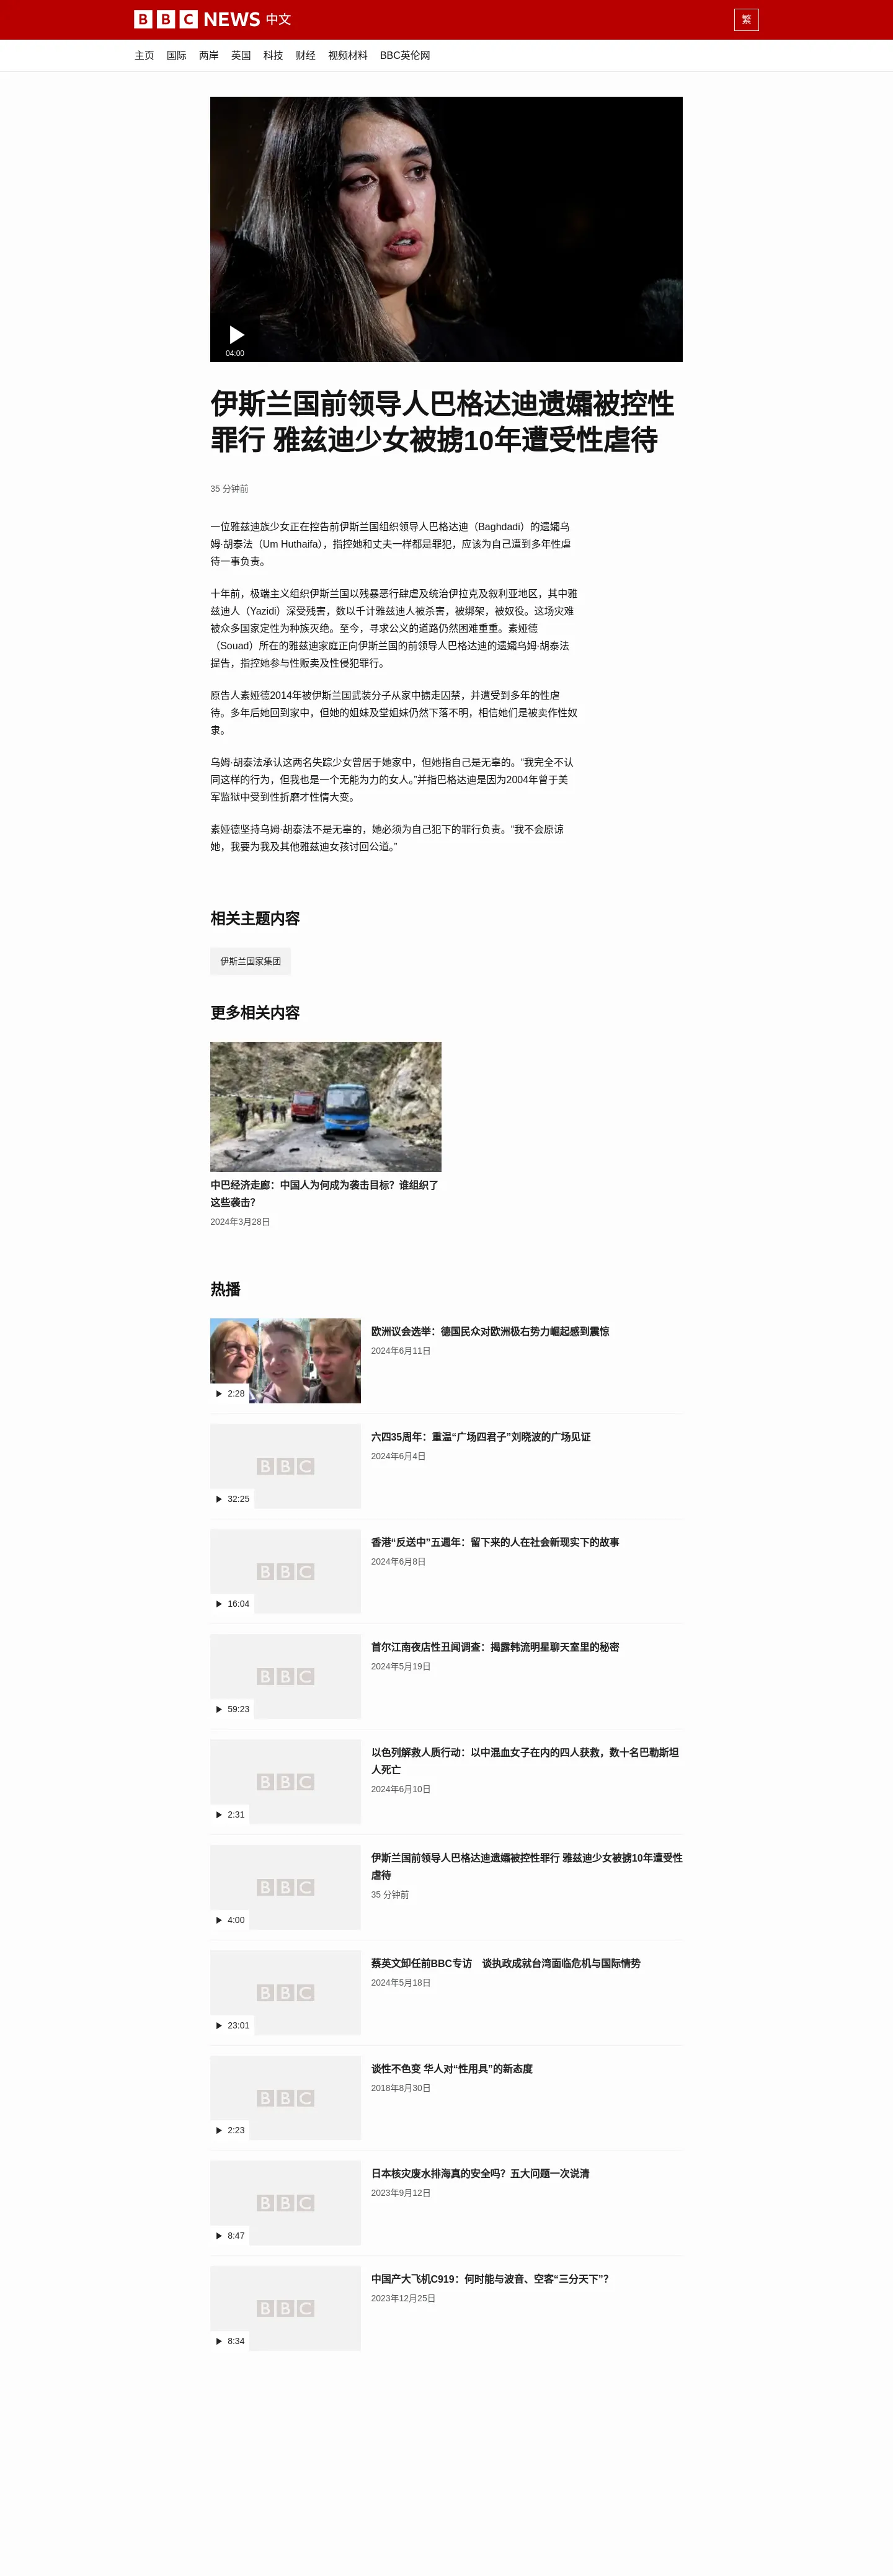 BBC NEWS 中文
繁
主页 国际 两岸 英国 科技 财经 视频材料 BBC英伦网
04:00
伊斯兰国前领导人巴格达迪遗孀被控性
罪行 雅兹迪少女被掳10年遭受性虐待
35 分钟前
一位雅兹迪族少女正在控告前伊斯兰国组织领导人巴格达迪（Baghdadi）的遗孀乌
姆·胡泰法（Um Huthaifa），指控她和丈夫一样都是罪犯，应该为自己遭到多年性虐
待一事负责。
十年前，极端主义组织伊斯兰国以残暴恶行肆虐及统治伊拉克及叙利亚地区，其中雅
兹迪人（Yazidi）深受残害，数以千计雅兹迪人被杀害，被绑架，被奴役。这场灾难
被众多国家定性为种族灭绝。至今，寻求公义的道路仍然困难重重。素娅德
（Souad）所在的雅兹迪家庭正向伊斯兰国的前领导人巴格达迪的遗孀乌姆·胡泰法
提告，指控她参与性贩卖及性侵犯罪行。
原告人素娅德2014年被伊斯兰国武装分子从家中掳走囚禁，并遭受到多年的性虐
待。多年后她回到家中，但她的姐妹及堂姐妹仍然下落不明，相信她们是被卖作性奴
隶。
乌姆·胡泰法承认这两名失踪少女曾居于她家中，但她指自己是无辜的。“我完全不认
同这样的行为，但我也是一个无能为力的女人。”并指巴格达迪是因为2004年曾于美
军监狱中受到性折磨才性情大变。
素娅德坚持乌姆·胡泰法不是无辜的，她必须为自己犯下的罪行负责。“我不会原谅
她，我要为我及其他雅兹迪女孩讨回公道。”
相关主题内容
伊斯兰国家集团
更多相关内容
中巴经济走廊：中国人为何成为袭击目标？谁组织了
这些袭击？
2024年3月28日
热播
欧洲议会选举：德国民众对欧洲极右势力崛起感到震惊
2024年6月11日
2:28
六四35周年：重温“广场四君子”刘晓波的广场见证
2024年6月4日
BBC
32:25
香港“反送中”五週年：留下来的人在社会新现实下的故事
2024年6月8日
BBC
16:04
首尔江南夜店性丑闻调查：揭露韩流明星聊天室里的秘密
2024年5月19日
BBC
59:23
以色列解救人质行动：以中混血女子在内的四人获救，数十名巴勒斯坦
人死亡
2024年6月10日
BBC
2:31
伊斯兰国前领导人巴格达迪遗孀被控性罪行 雅兹迪少女被掳10年遭受性
虐待
35 分钟前
BBC
4:00
蔡英文卸任前BBC专访　谈执政成就台湾面临危机与国际情势
2024年5月18日
BBC
23:01
谈性不色变 华人对“性用具”的新态度
2018年8月30日
BBC
2:23
日本核灾废水排海真的安全吗？五大问题一次说清
2023年9月12日
BBC
8:47
中国产大飞机C919：何时能与波音、空客“三分天下”？
2023年12月25日
BBC
8:34